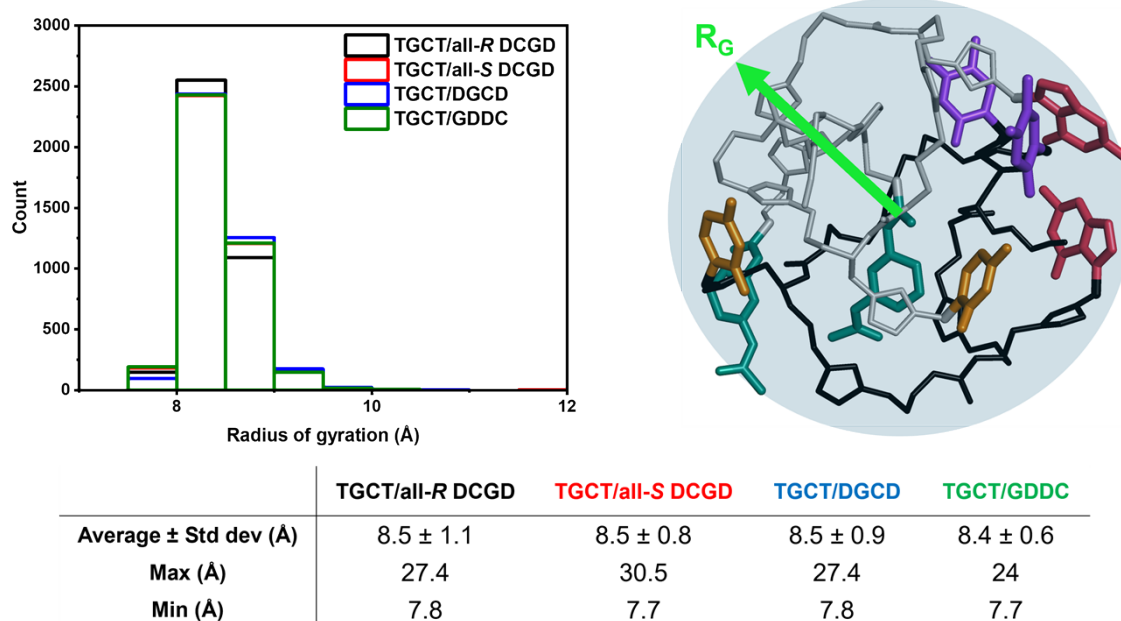 3000
2500
2000
1500
1000
500
0
Count
8 10 12
Radius of gyration (Å)
TGCT/all-R DCGD
TGCT/all-S DCGD
TGCT/DGCD
TGCT/GDDC
RG
TGCT/all-R DCGD TGCT/all-S DCGD TGCT/DGCD TGCT/GDDC
Average ± Std dev (Å) 8.5 ± 1.1 8.5 ± 0.8 8.5 ± 0.9 8.4 ± 0.6
Max (Å) 27.4 30.5 27.4 24
Min (Å) 7.8 7.7 7.8 7.7